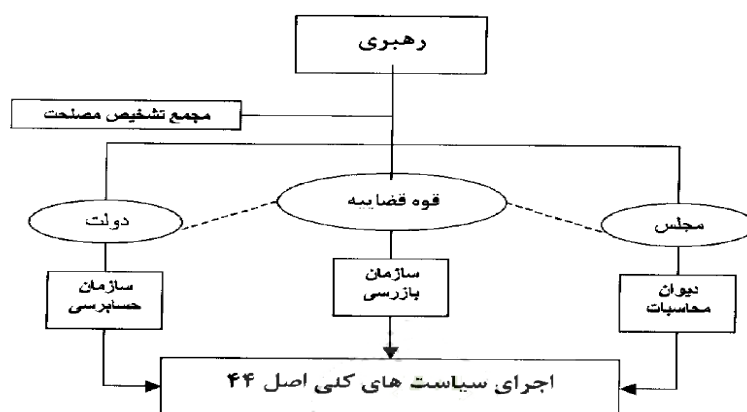 رهبری
مجمع تشخیص مصلحت
قوه قضاییه
مجلس
دولت
دیوان
محاسبات
سازمان
بازرسی
سازمان
حسابرسی
اجرای سیاست های کلی اصل ۴۴